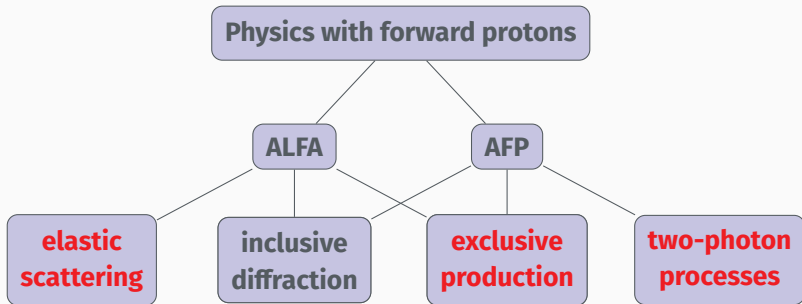 Physics with forward protons
ALFA
AFP
elastic
scattering
inclusive
diffraction
exclusive
production
two-photon
processes